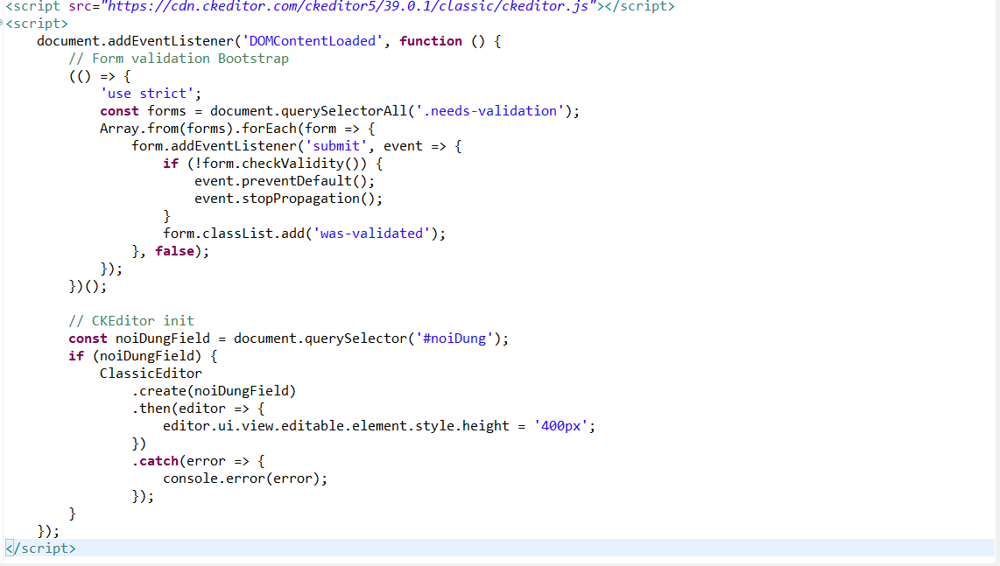 <script src="https://cdn.ckeditor.com/ckeditor5/39.0.1/classic/ckeditor.js"></script>
<script>
    document.addEventListener('DOMContentLoaded', function () {
        // Form validation Bootstrap
        (() => {
            'use strict';
            const forms = document.querySelectorAll('.needs-validation');
            Array.from(forms).forEach(form => {
                form.addEventListener('submit', event => {
                    if (!form.checkValidity()) {
                        event.preventDefault();
                        event.stopPropagation();
                    }
                    form.classList.add('was-validated');
                }, false);
            });
        })();

        // CKEditor init
        const noiDungField = document.querySelector('#noiDung');
        if (noiDungField) {
            ClassicEditor
                .create(noiDungField)
                .then(editor => {
                    editor.ui.view.editable.element.style.height = '400px';
                })
                .catch(error => {
                    console.error(error);
                });
        }
    });
</script>